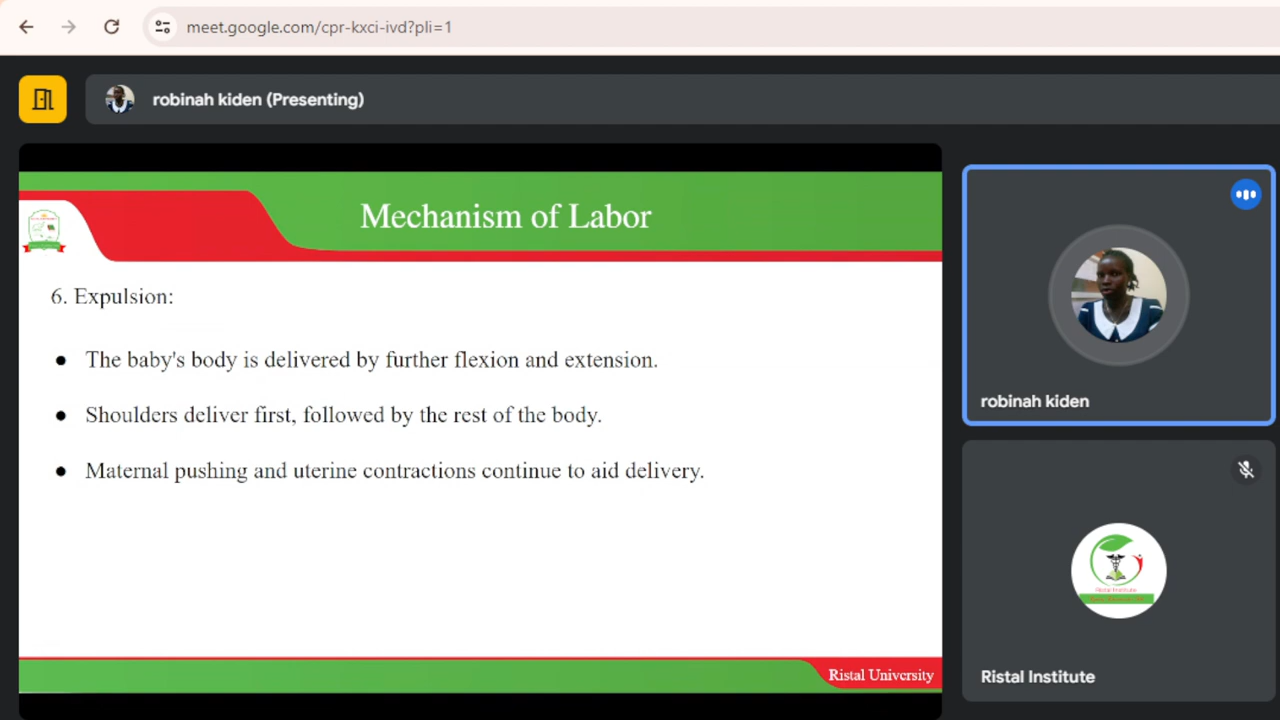 meet.google.com/cpr-kxci-ivd?pli=1
robinah kiden (Presenting)
Mechanism of Labor
6. Expulsion:
● The baby's body is delivered by further flexion and extension.
● Shoulders deliver first, followed by the rest of the body.
● Maternal pushing and uterine contractions continue to aid delivery.
Ristal University
robinah kiden
Ristal Institute
Ristal Institute